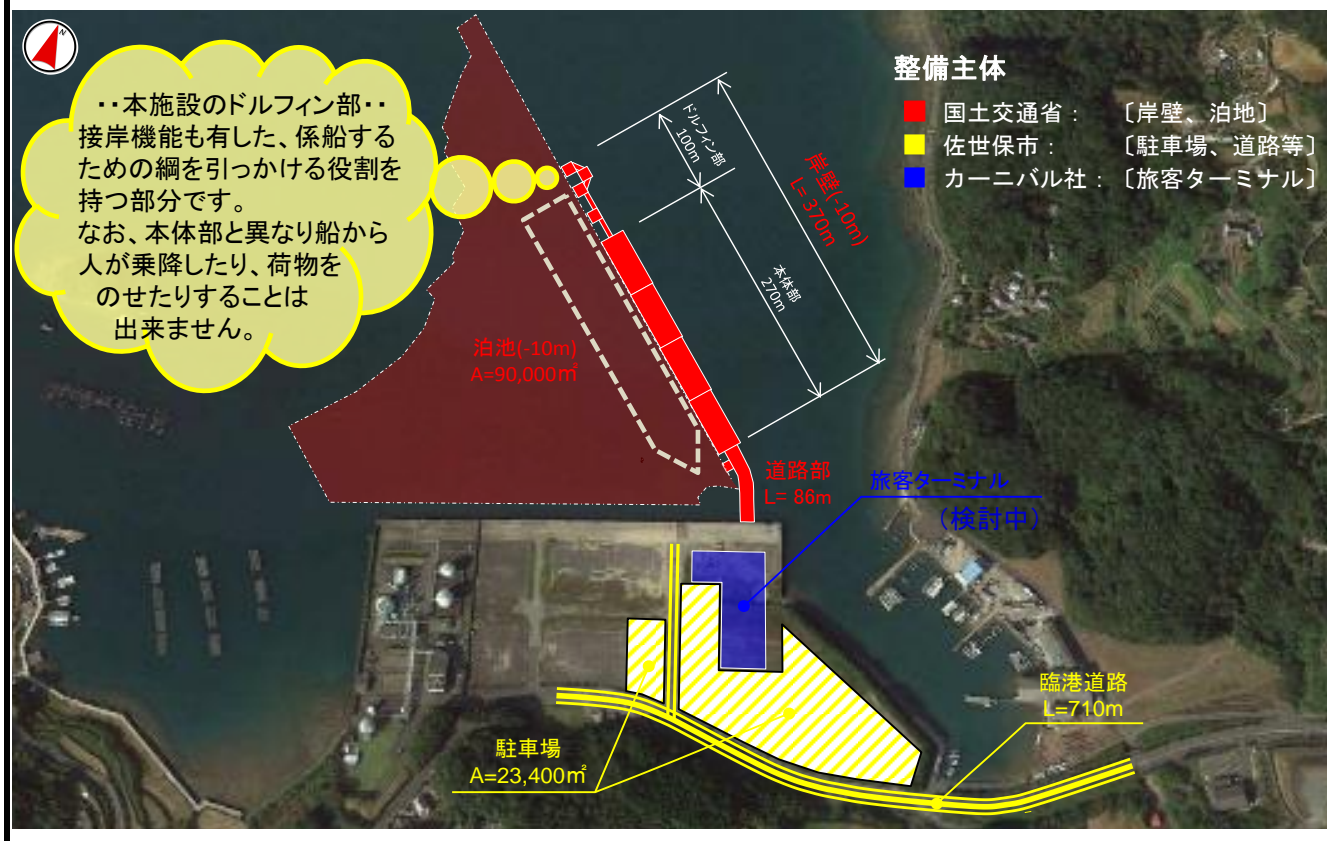 N
‥本施設のドルフィン部‥
接岸機能も有した、係船する
ための綱を引っかける役割を
持つ部分です。
なお、本体部と異なり船から
人が乗降したり、荷物を
のせたりすることは
出来ません。
整備主体
国土交通省： 〔岸壁、泊地〕
佐世保市： 〔駐車場、道路等〕
カーニバル社： 〔旅客ターミナル〕
ドルフィン部
100m
岸壁(-10m)
L= 370m
本体部
270m
泊池(-10m)
A=90,000㎡
道路部
L= 86m
旅客ターミナル
（検討中）
臨港道路
L=710m
駐車場
A=23,400㎡